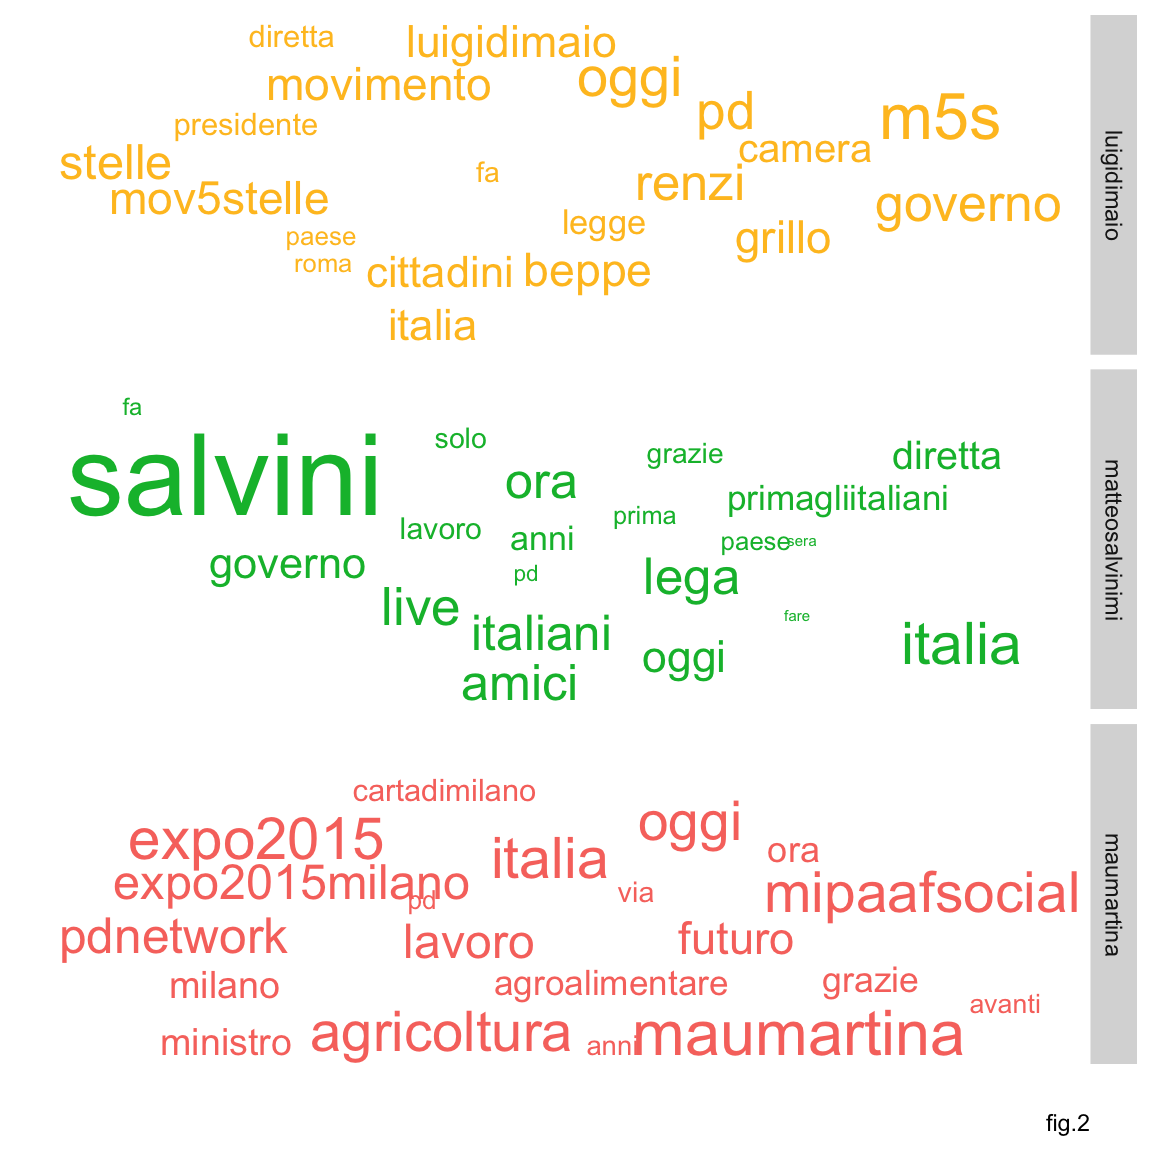 diretta
luigidimaio
movimento
oggi
pd
m5s
presidente
camera
stelle
fa
renzi
mov5stelle
governo
legge
grillo
paese
roma
cittadini
beppe
italia
luigidimaio
fa
salvini
solo
grazie
diretta
ora
primagliitaliani
prima
lavoro
anni
paese
sera
governo
pd
lega
live
fare
italiani
italia
oggi
amici
matteosalvinimi
cartadimilano
expo2015
oggi
italia
ora
expo2015milano
pd
via
mipaafsocial
pdnetwork
lavoro
futuro
milano
agroalimentare
grazie
avanti
ministro
agricoltura
anni
maumartina
maumartina
fig.2